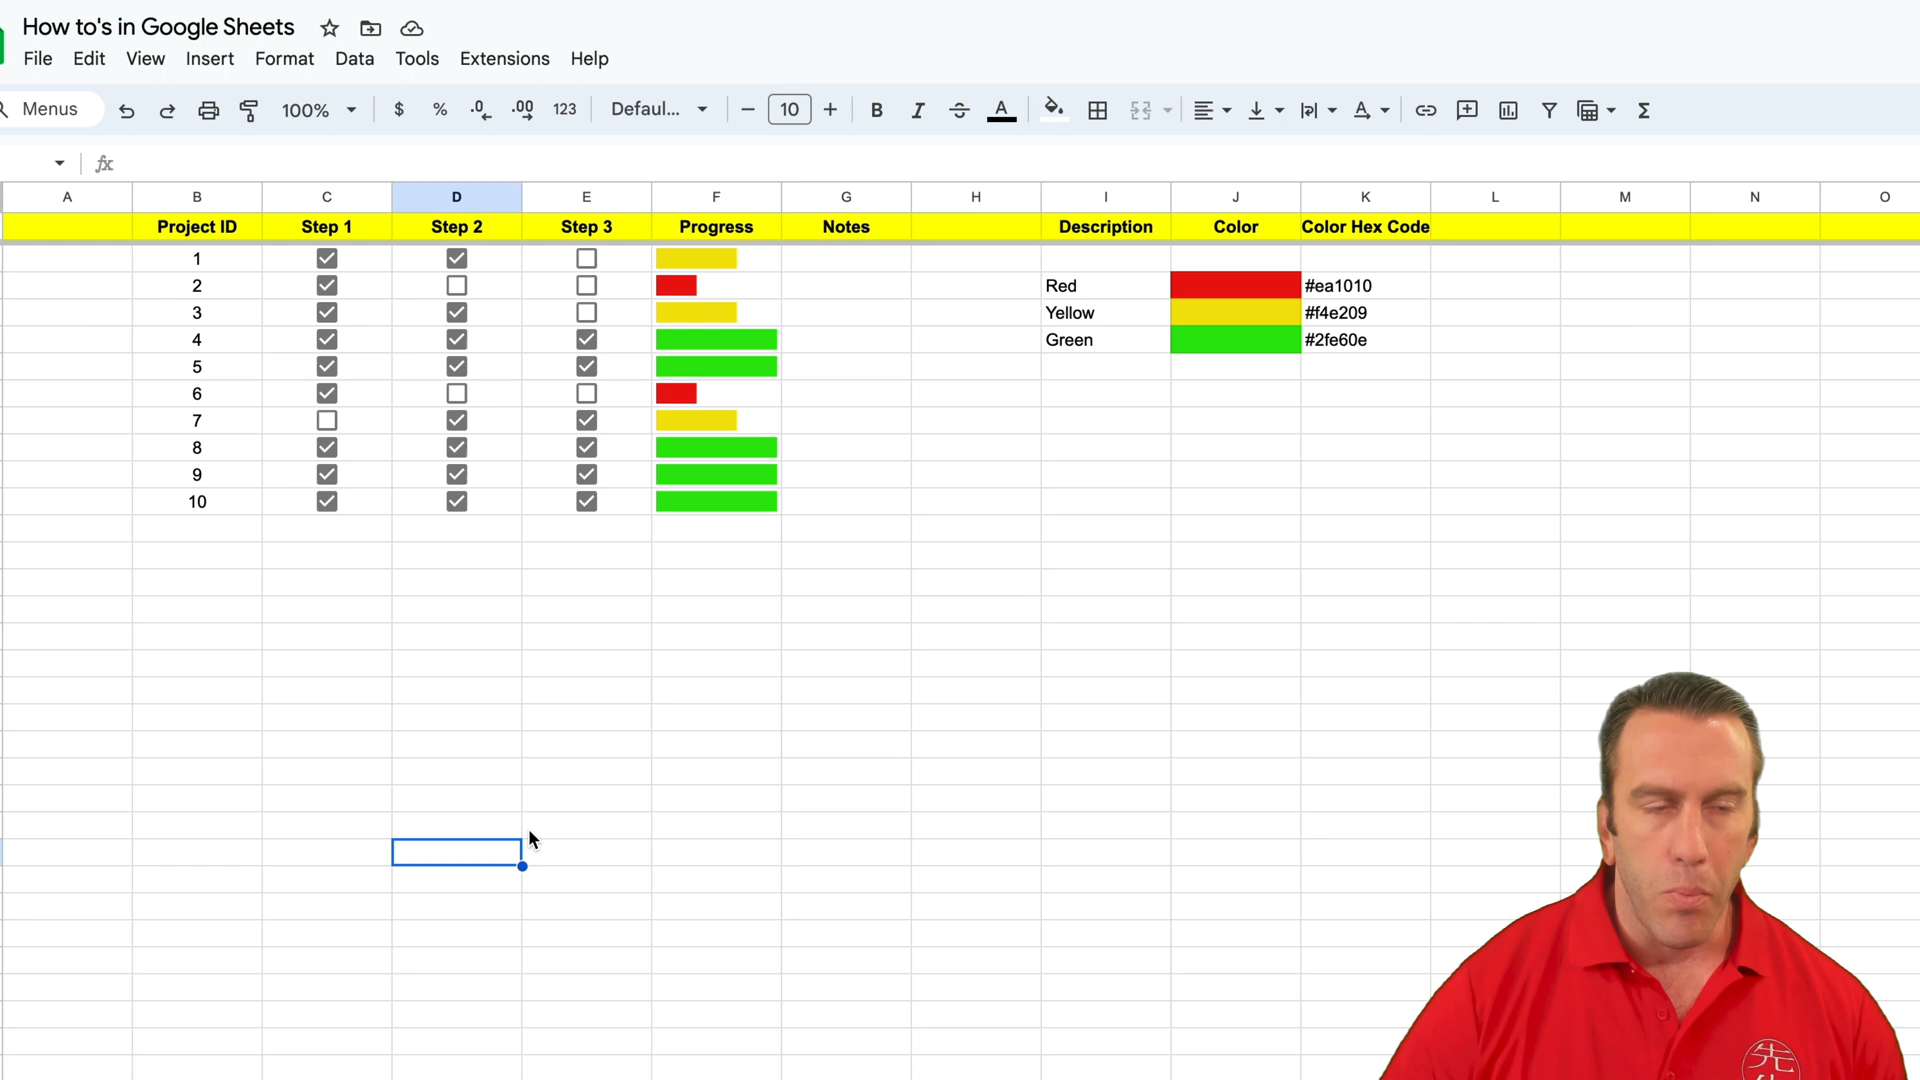 How to's in Google Sheets
File Edit View Insert Format Data Tools Extensions Help
Menus 100% $ % .0 .00 123 Defaul... 10 B I S A Σ
fx
A B C D E F G H I J K L M N O
Project ID Step 1 Step 2 Step 3 Progress Notes Description Color Color Hex Code
1
2 Red #ea1010
3 Yellow #f4e209
4 Green #2fe60e
5
6
7
8
9
10
先